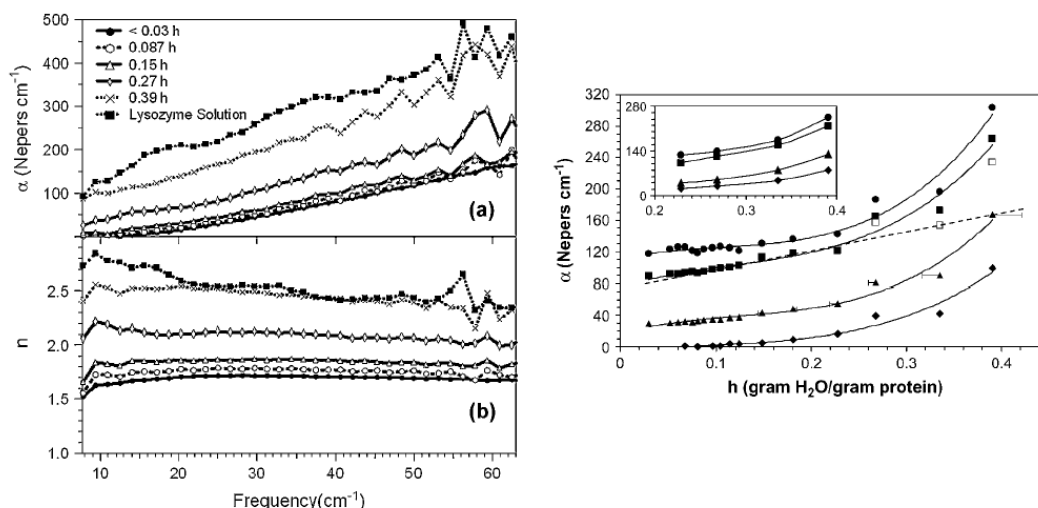 α (Nepers cm⁻¹)
500
400
300
200
100
< 0.03 h
0.087 h
0.15 h
0.27 h
0.39 h
Lysozyme Solution
(a)
n
2.5
2.0
1.5
1.0
(b)
10 20 30 40 50 60
Frequency(cm⁻¹)
α (Nepers cm⁻¹)
320
280
240
200
160
120
80
40
0
280
140
0
0.2 0.3 0.4
0 0.1 0.2 0.3 0.4
h (gram H₂O/gram protein)